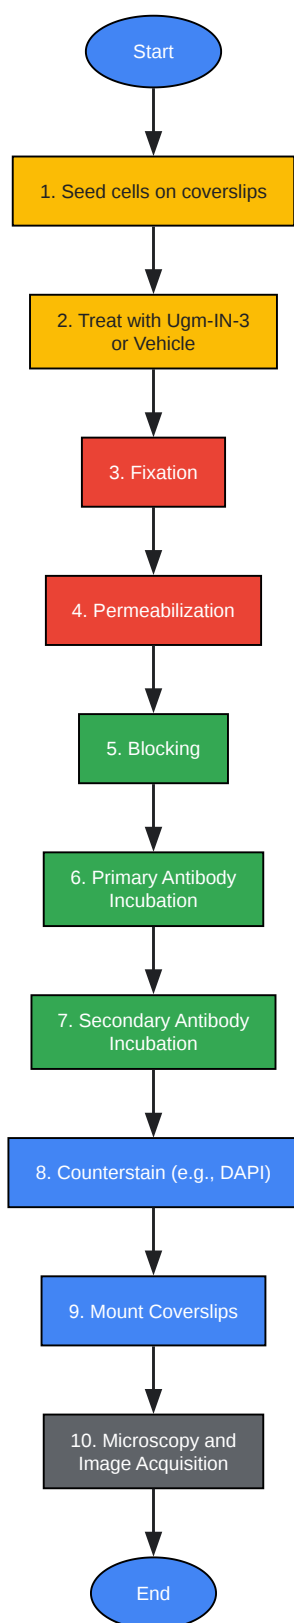 Start
1. Seed cells on coverslips
2. Treat with Ugm-IN-3
or Vehicle
3. Fixation
4. Permeabilization
5. Blocking
6. Primary Antibody
Incubation
7. Secondary Antibody
Incubation
8. Counterstain (e.g., DAPI)
9. Mount Coverslips
10. Microscopy and
Image Acquisition
End